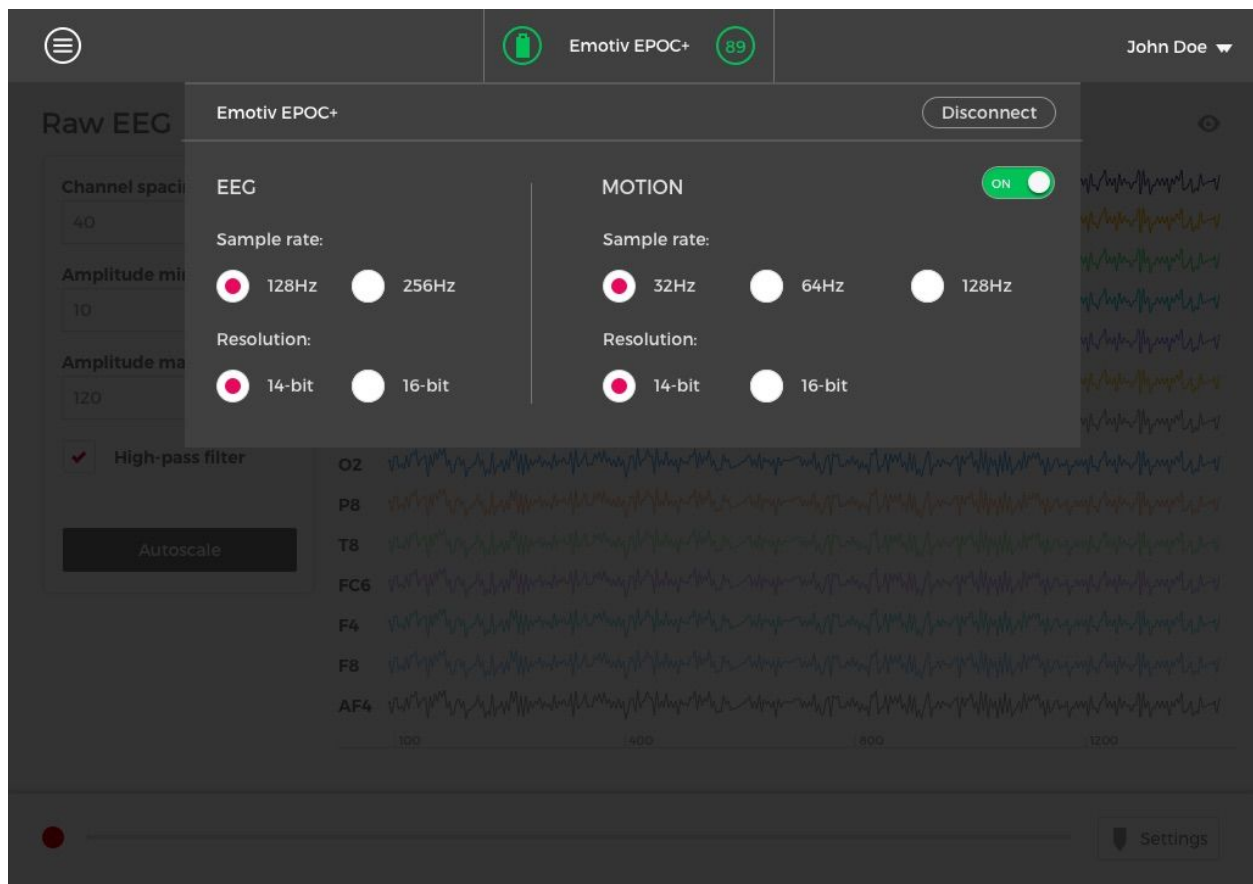 Emotiv EPOC+ 89
John Doe
Emotiv EPOC+
Disconnect
Raw EEG
EEG
MOTION
ON
Channel spaci
40
Sample rate:
128Hz 256Hz
Sample rate:
32Hz 64Hz 128Hz
Amplitude mi
10
Resolution:
14-bit 16-bit
Resolution:
14-bit 16-bit
Amplitude ma
120
High-pass filter
Autoscale
O2
P8
T8
FC6
F4
F8
AF4
100 400 800 1200
Settings